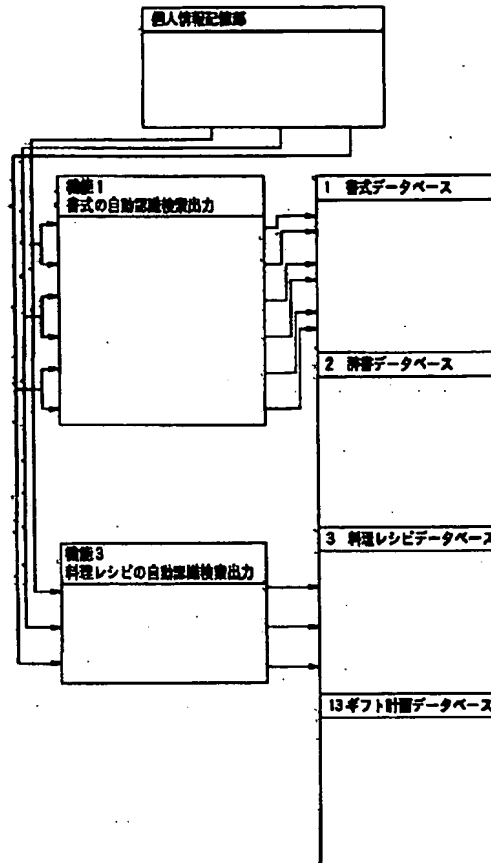 個人情報記憶部
機能1
書式の自動認識検索出力
1 書式データベース
2 辞書データベース
機能3
料理レシピの自動認識検索出力
3 料理レシピデータベース
13ギフト計画データベース